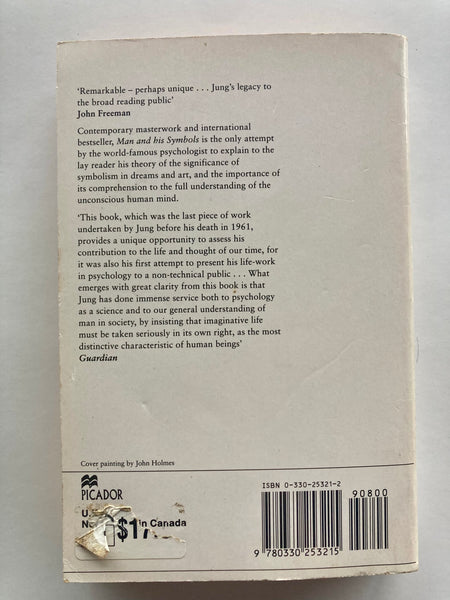 ‘Remarkable – perhaps unique . . . Jung’s legacy to
the broad reading public’
John Freeman
Contemporary masterwork and international
bestseller, Man and his Symbols is the only attempt
by the world-famous psychologist to explain to the
lay reader his theory of the significance of
symbolism in dreams and art, and the importance of
its comprehension to the full understanding of the
unconscious human mind.
‘This book, which was the last piece of work
undertaken by Jung before his death in 1961,
provides a unique opportunity to assess his
contribution to the life and thought of our time, for
it was also his first attempt to present his life-work
in psychology to a non-technical public . . . What
emerges with great clarity from this book is that
Jung has done immense service both to psychology
as a science and to our general understanding of
man in society, by insisting that imaginative life
must be taken seriously in its own right, as the most
distinctive characteristic of human beings’
Guardian
Cover painting by John Holmes
PICADOR
ISBN 0-330-25321-2
90800
9 780330 253215
in Canada
$17